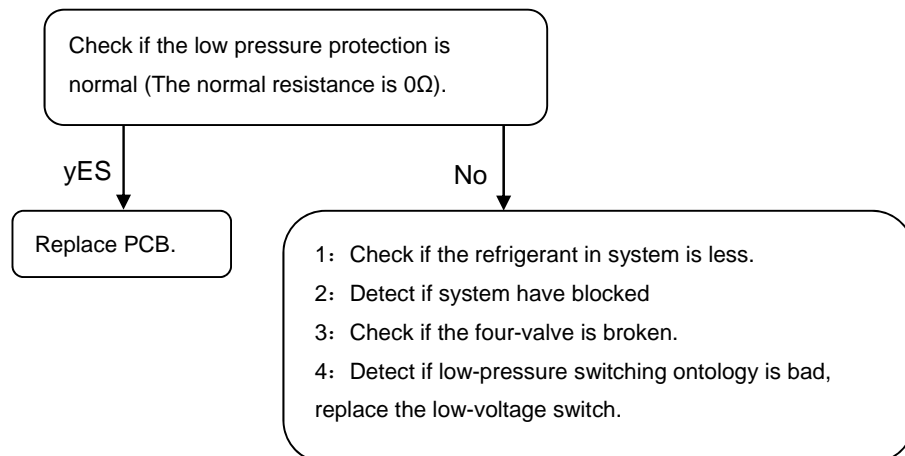 Check if the low pressure protection is
normal (The normal resistance is 0Ω).
yES
No
Replace PCB.
1：Check if the refrigerant in system is less.
2：Detect if system have blocked
3：Check if the four-valve is broken.
4：Detect if low-pressure switching ontology is bad,
replace the low-voltage switch.